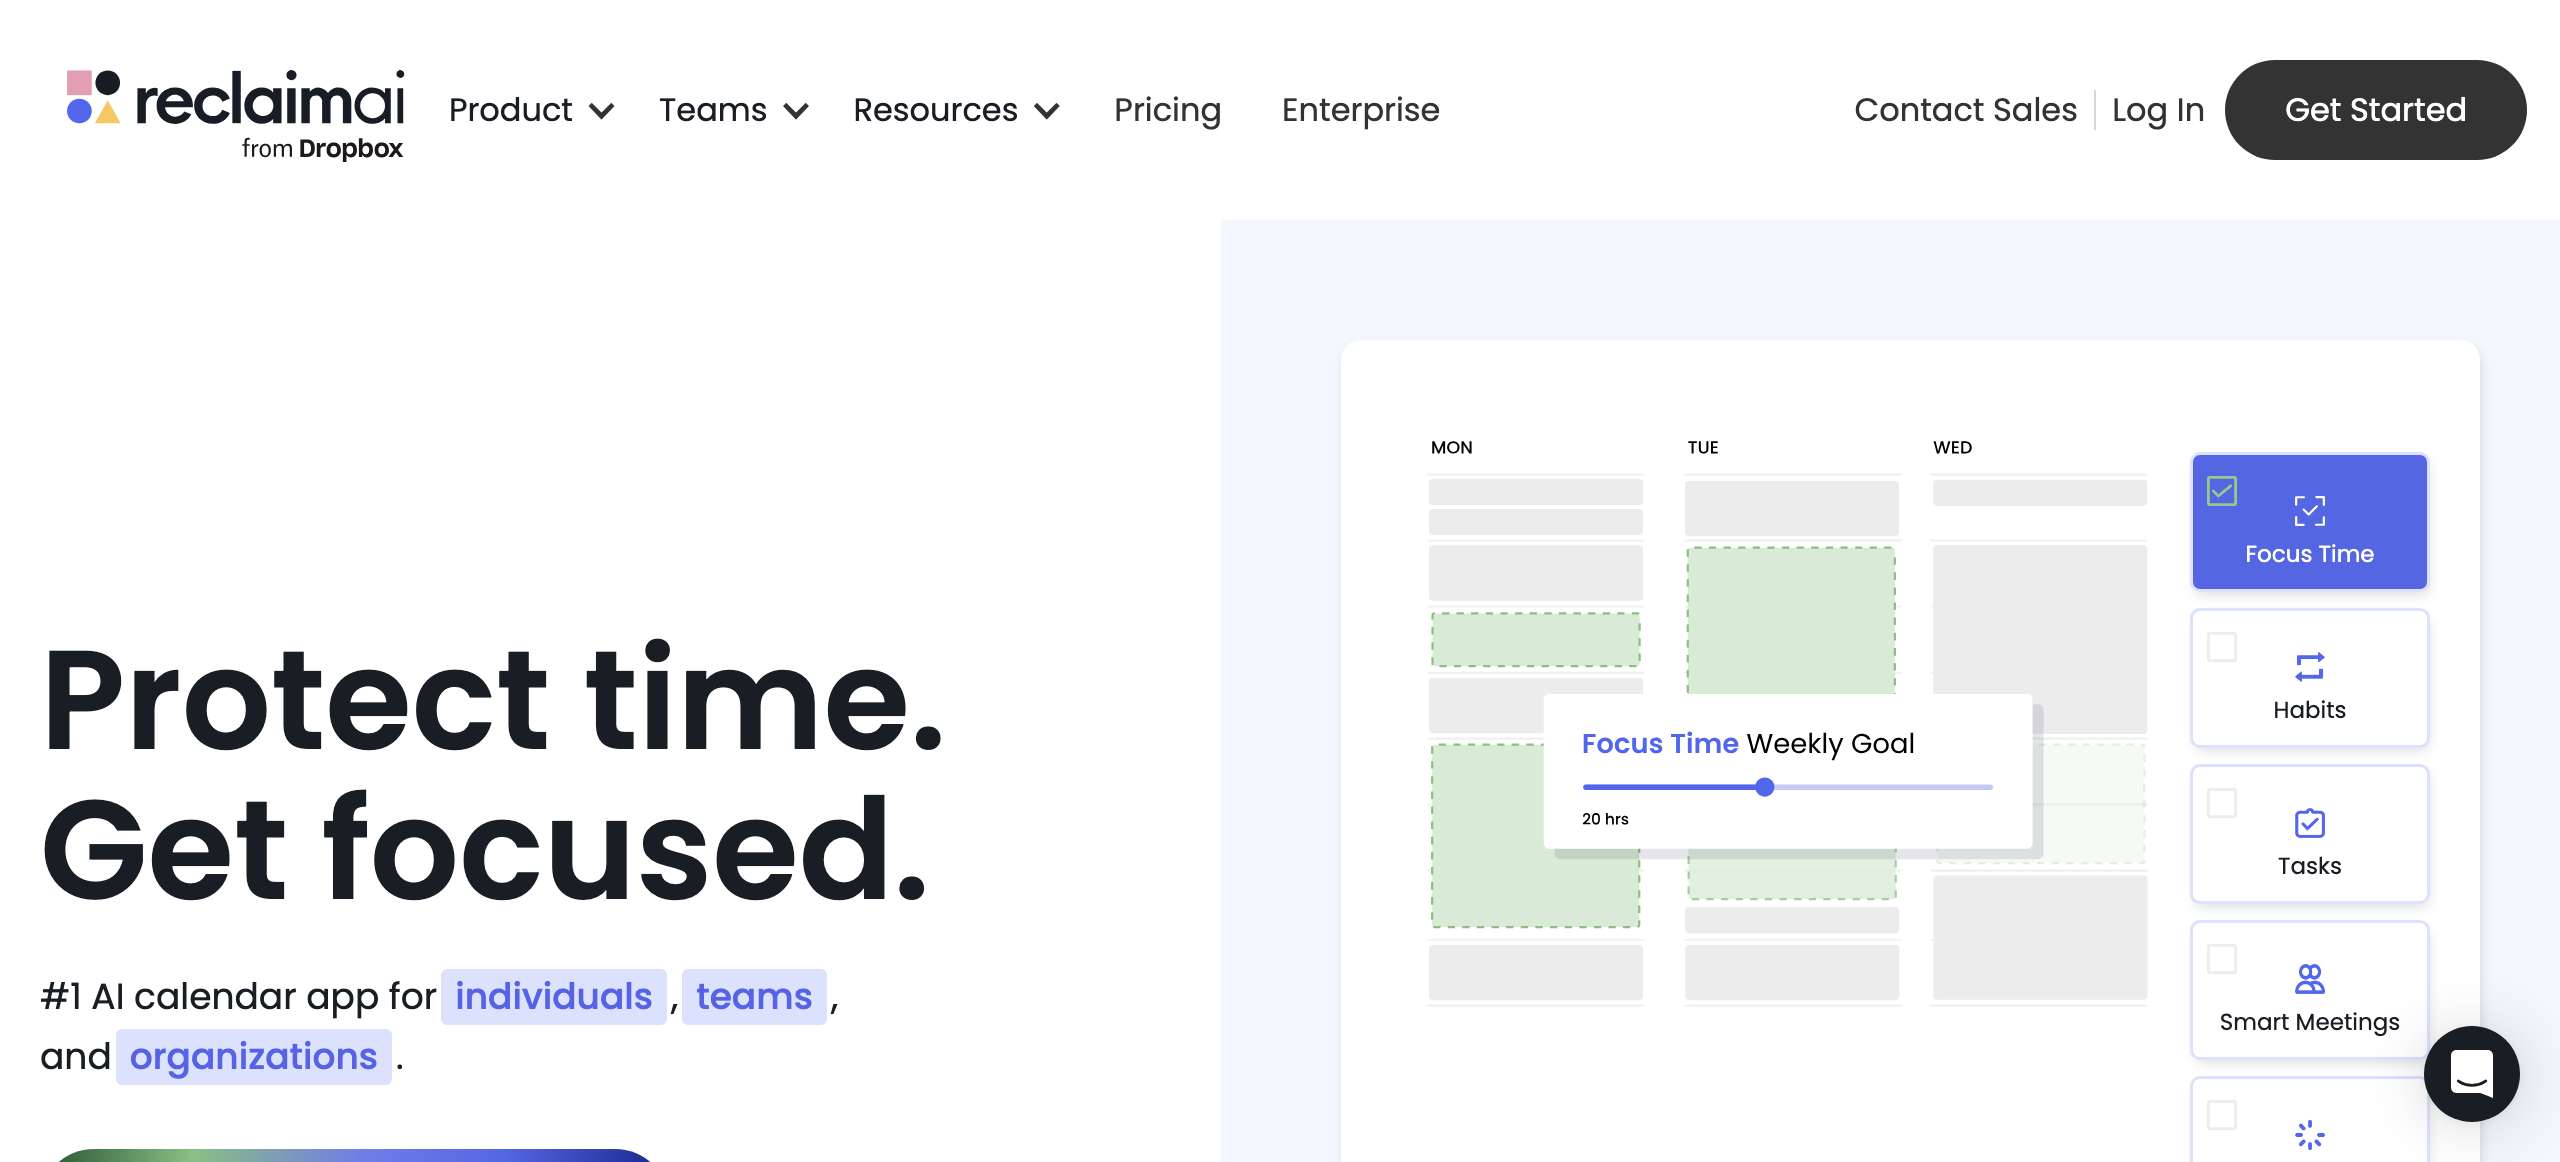 reclaimai
from Dropbox
Product
Teams
Resources
Pricing
Enterprise
Contact Sales
Log In
Get Started
Protect time.
Get focused.
#1 AI calendar app for individuals, teams,
and organizations.
MON
TUE
WED
Focus Time Weekly Goal
20 hrs
Focus Time
Habits
Tasks
Smart Meetings